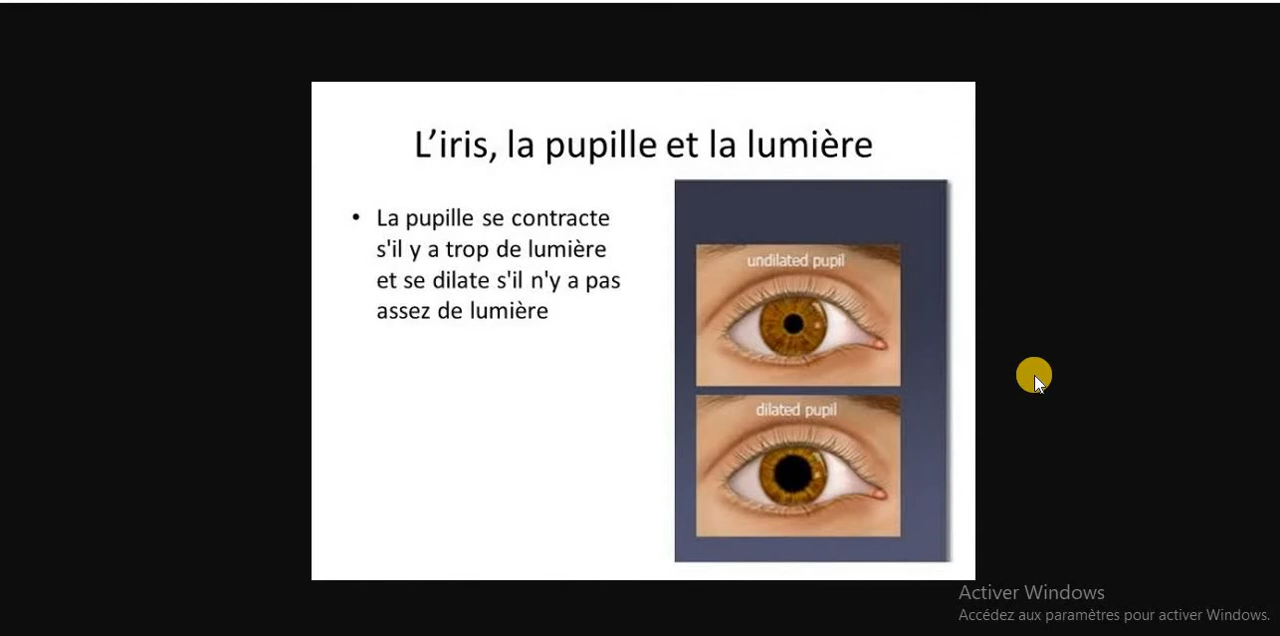 L’iris, la pupille et la lumière
• La pupille se contracte
s'il y a trop de lumière
et se dilate s'il n'y a pas
assez de lumière
undilated pupil
dilated pupil
Activer Windows
Accédez aux paramètres pour activer Windows.